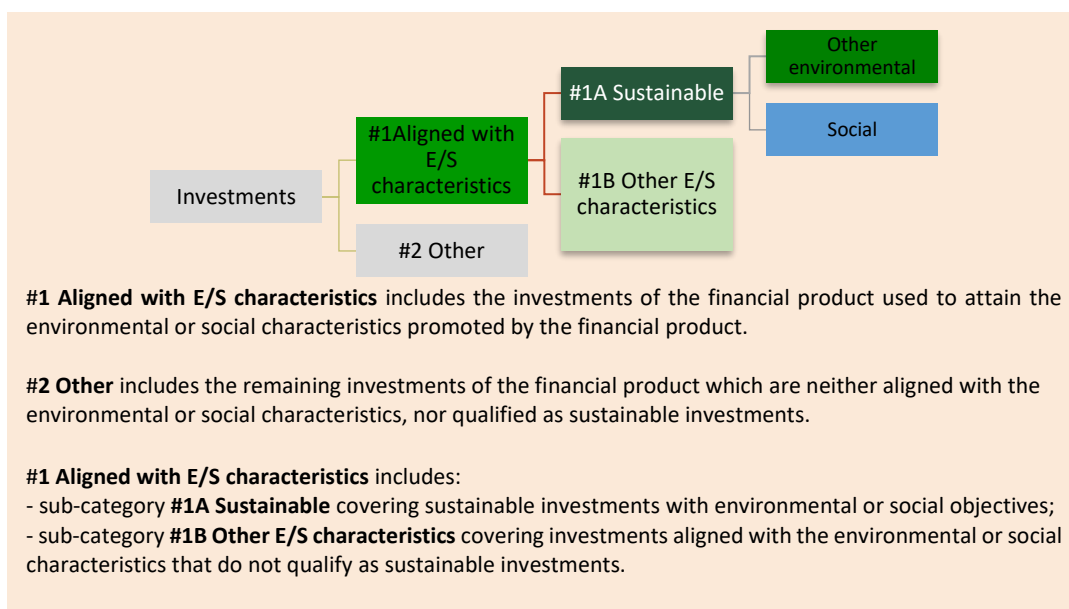 Other
environmental
#1A Sustainable
Social
#1Aligned with
E/S
characteristics
#1B Other E/S
characteristics
Investments
#2 Other
#1 Aligned with E/S characteristics includes the investments of the financial product used to attain the
environmental or social characteristics promoted by the financial product.
#2 Other includes the remaining investments of the financial product which are neither aligned with the
environmental or social characteristics, nor qualified as sustainable investments.
#1 Aligned with E/S characteristics includes:
- sub-category #1A Sustainable covering sustainable investments with environmental or social objectives;
- sub-category #1B Other E/S characteristics covering investments aligned with the environmental or social
characteristics that do not qualify as sustainable investments.